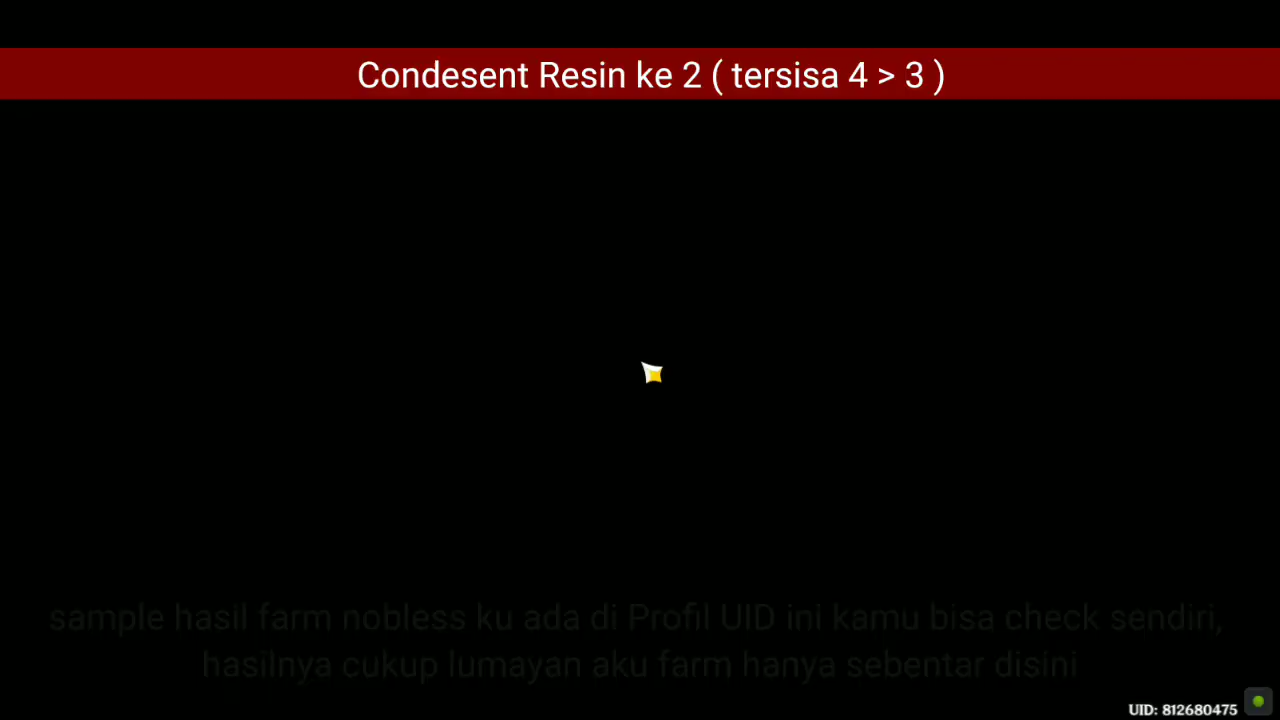 Condesent Resin ke 2 ( tersisa 4 > 3 )
sample hasil farm nobless ku ada di Profil UID ini kamu bisa check sendiri,
hasilnya cukup lumayan aku farm hanya sebentar disini
UID: 812680475